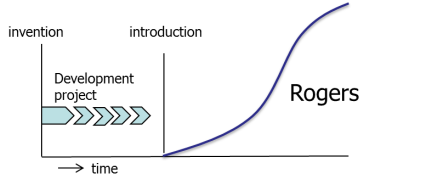 invention
introduction
Development
project
Rogers
time